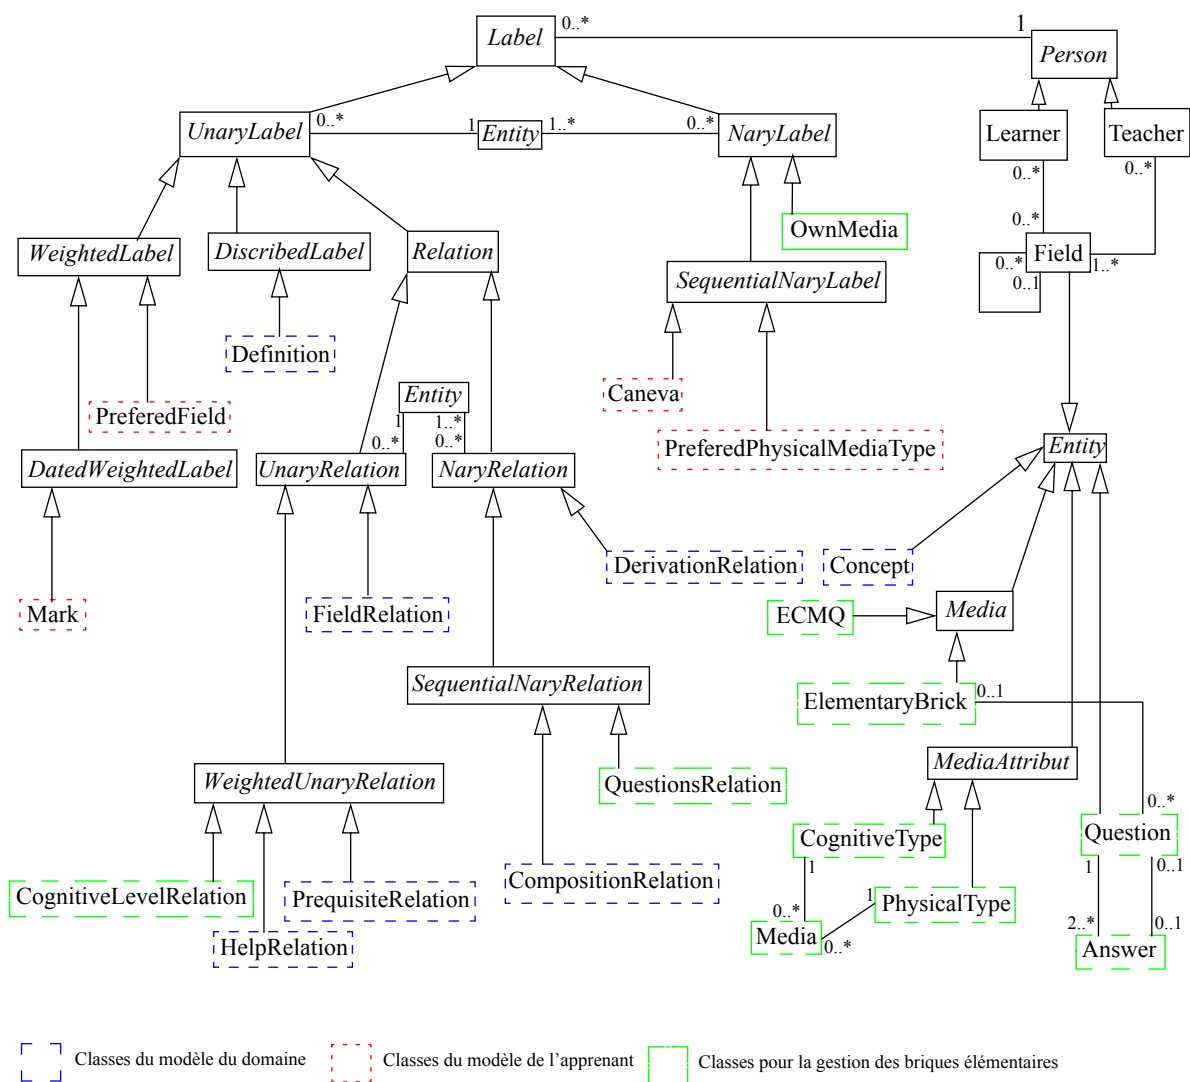 Label
0..*
1
Person
UnaryLabel
0..*
1
Entity
1..*
0..*
NaryLabel
Learner
Teacher
0..*
0..*
OwnMedia
0..*
WeightedLabel
DiscribedLabel
Relation
Field
0..*
1..*
0..1
SequentialNaryLabel
Definition
Caneva
Entity
PreferedField
1
1..*
0..*
0..*
PreferedPhysicalMediaType
Entity
DatedWeightedLabel
UnaryRelation
NaryRelation
DerivationRelation
Concept
Mark
FieldRelation
ECMQ
Media
SequentialNaryRelation
ElementaryBrick
0..1
WeightedUnaryRelation
QuestionsRelation
MediaAttribut
0..*
CognitiveType
Question
1
1
0..1
CompositionRelation
CognitiveLevelRelation
PrequisiteRelation
1
PhysicalType
0..*
2..*
0..1
HelpRelation
Media
0..*
Answer
Classes du modèle du domaine
Classes du modèle de l'apprenant
Classes pour la gestion des briques élémentaires